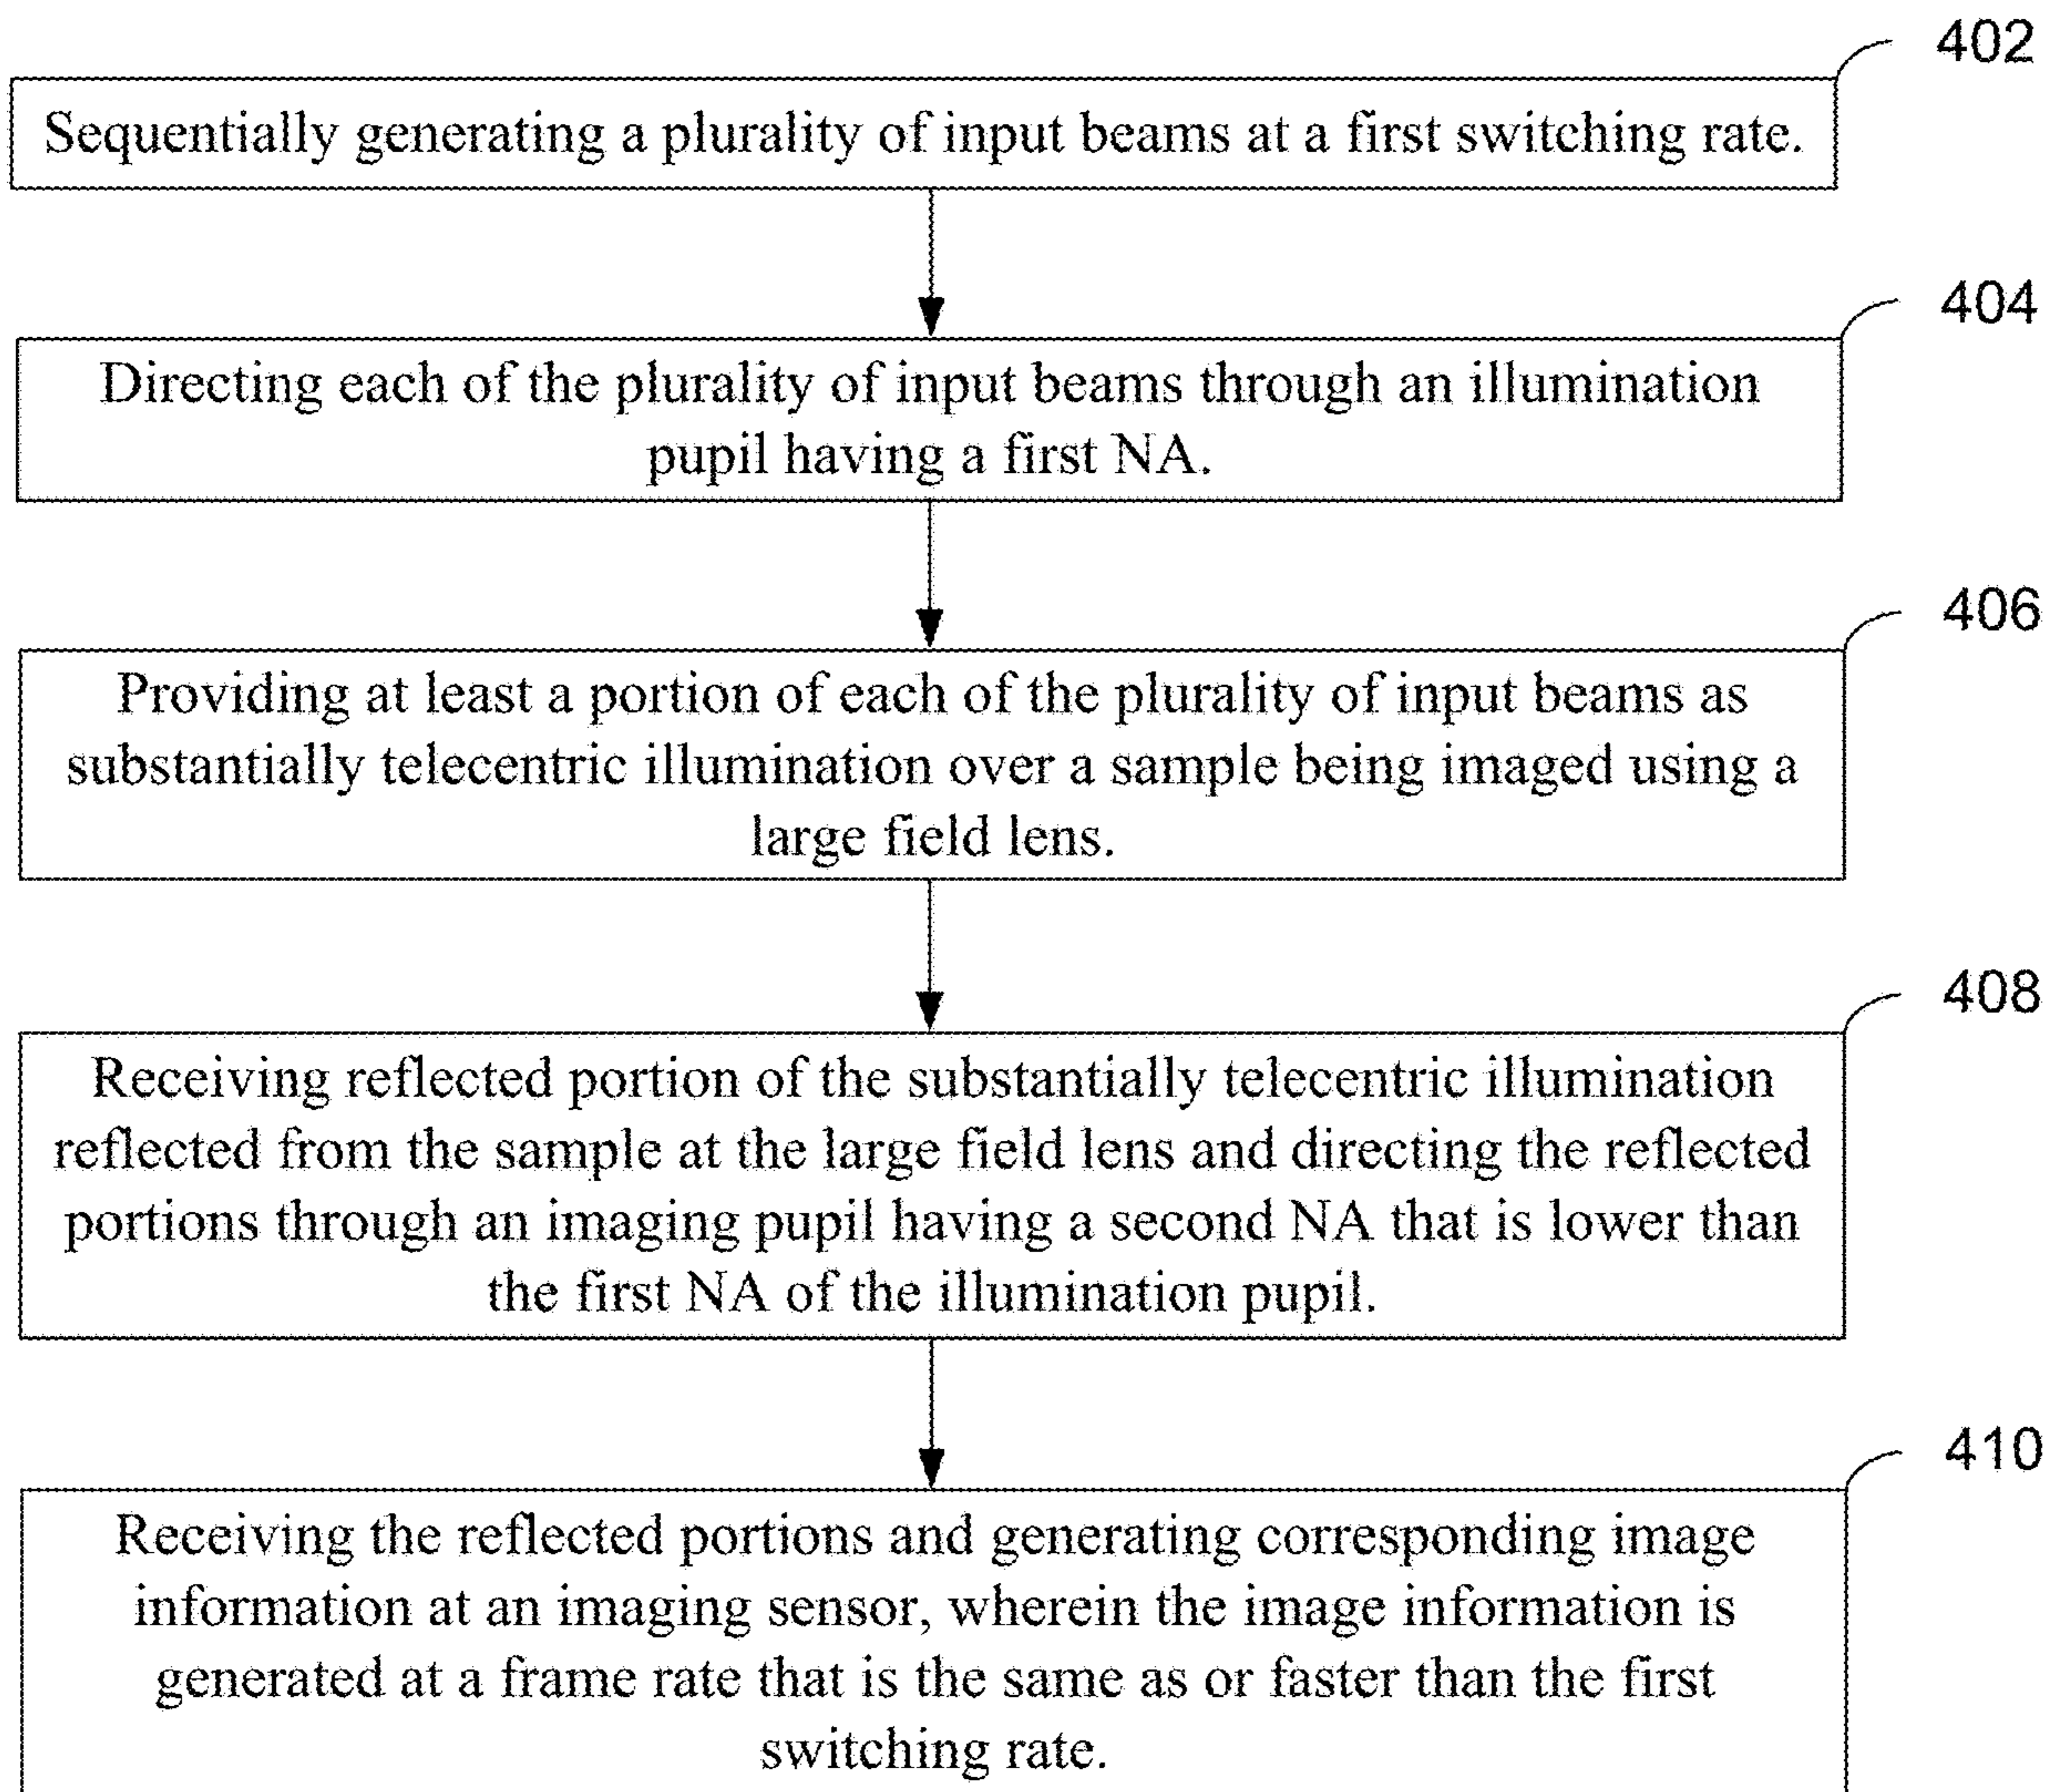 402
Sequentially generating a plurality of input beams at a first switching rate.
404
Directing each of the plurality of input beams through an illumination
pupil having a first NA.
406
Providing at least a portion of each of the plurality of input beams as
substantially telecentric illumination over a sample being imaged using a
large field lens.
408
Receiving reflected portion of the substantially telecentric illumination
reflected from the sample at the large field lens and directing the reflected
portions through an imaging pupil having a second NA that is lower than
the first NA of the illumination pupil.
410
Receiving the reflected portions and generating corresponding image
information at an imaging sensor, wherein the image information is
generated at a frame rate that is the same as or faster than the first
switching rate.